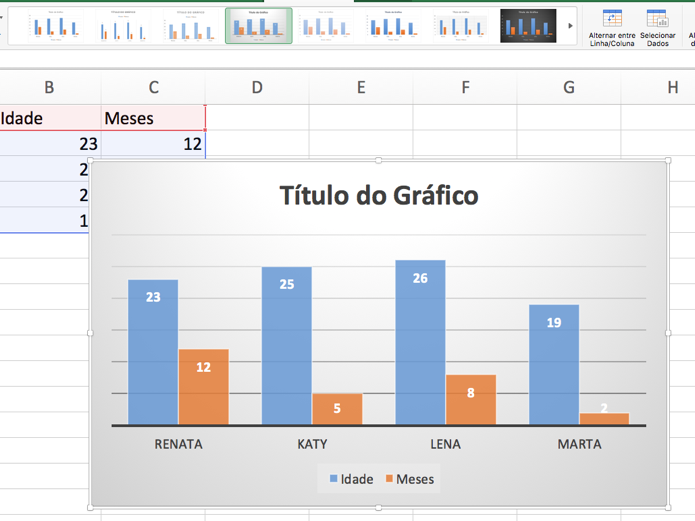 Alternar entre Selecionar
Linha/Coluna Dados
B C D E F G H
Idade Meses
23 12
2
2
1
Título do Gráfico
23 12 25 5 26 8 19 2
RENATA KATY LENA MARTA
Idade Meses